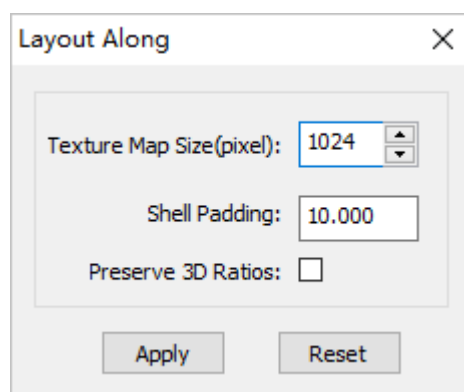 Layout Along
Texture Map Size(pixel): 1024
Shell Padding: 10.000
Preserve 3D Ratios:
Apply Reset